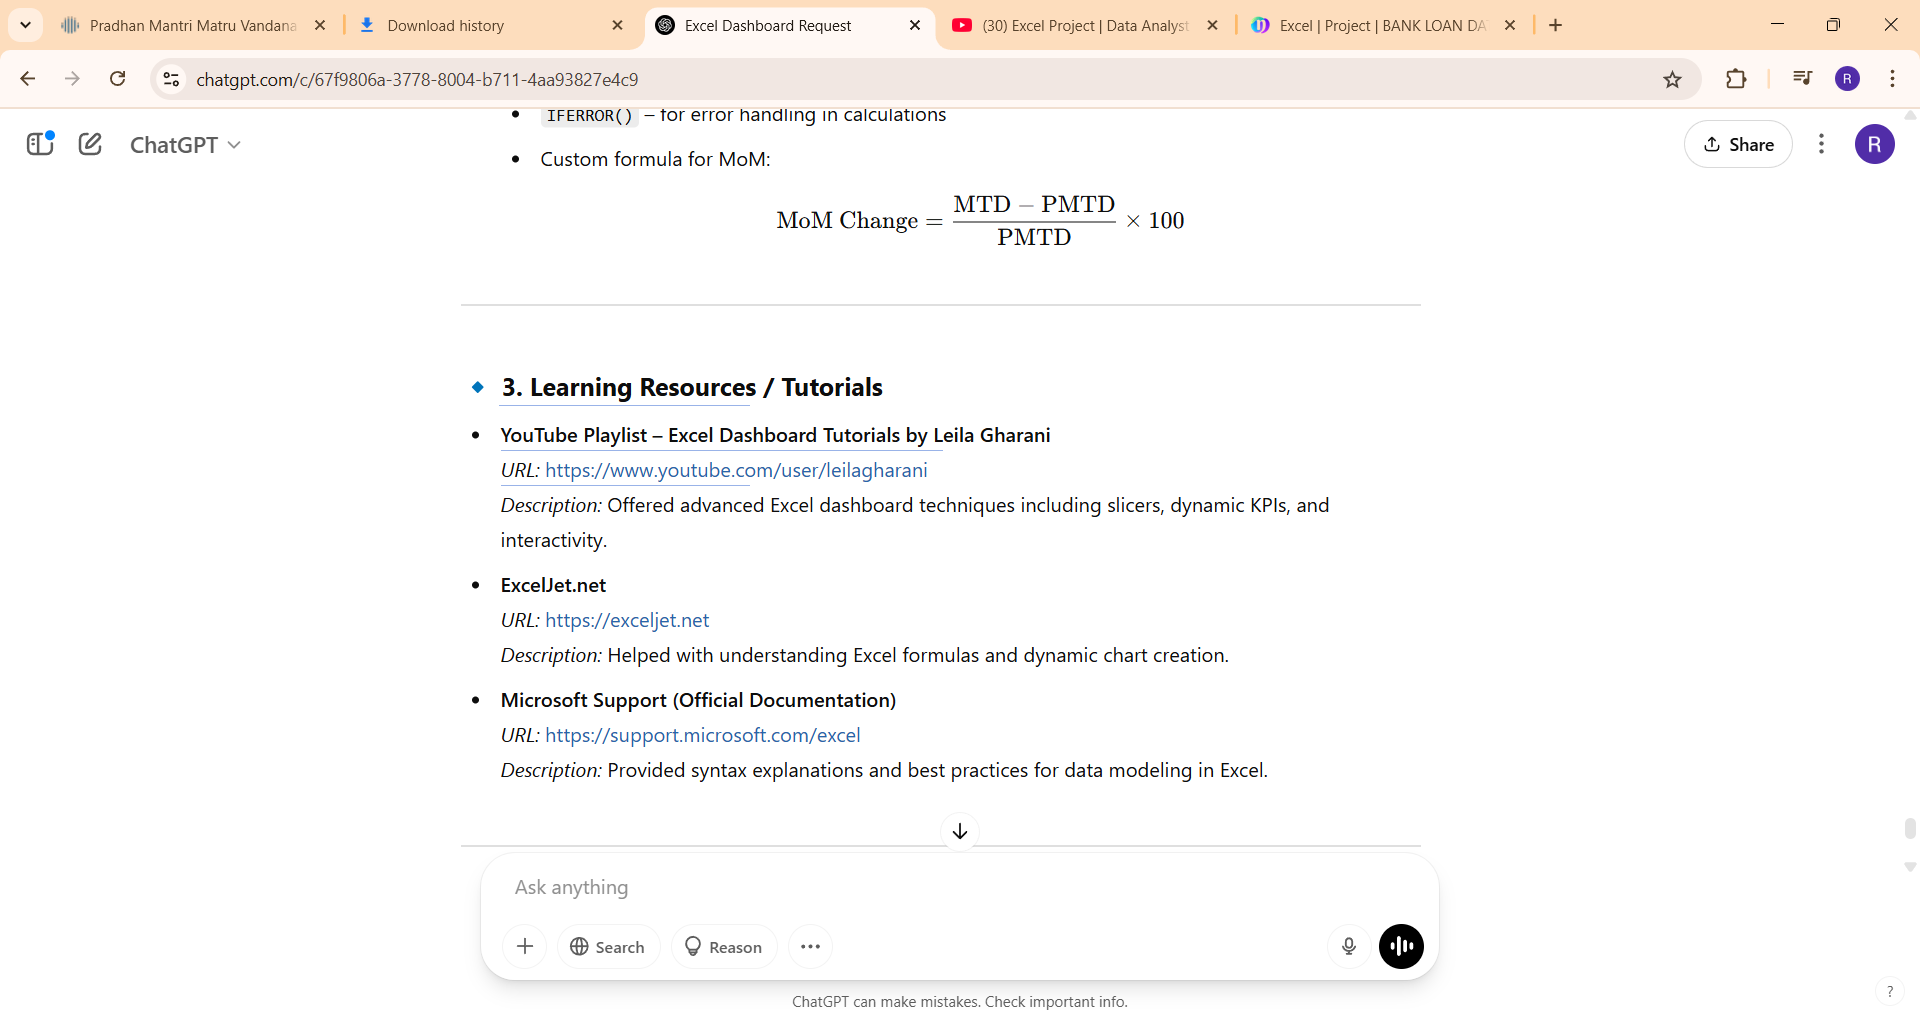 Pradhan Mantri Matru Vandana
Download history
Excel Dashboard Request
(30) Excel Project | Data Analyst
Excel | Project | BANK LOAN DA
chatgpt.com/c/67f9806a-3778-8004-b711-4aa93827e4c9
R
ChatGPT
Share
R
• IFERROR() – for error handling in calculations
• Custom formula for MoM:
MoM Change = (MTD − PMTD) / PMTD × 100
3. Learning Resources / Tutorials
• YouTube Playlist – Excel Dashboard Tutorials by Leila Gharani
URL: https://www.youtube.com/user/leilagharani
Description: Offered advanced Excel dashboard techniques including slicers, dynamic KPIs, and
interactivity.
• ExcelJet.net
URL: https://exceljet.net
Description: Helped with understanding Excel formulas and dynamic chart creation.
• Microsoft Support (Official Documentation)
URL: https://support.microsoft.com/excel
Description: Provided syntax explanations and best practices for data modeling in Excel.
Ask anything
Search
Reason
ChatGPT can make mistakes. Check important info.
?